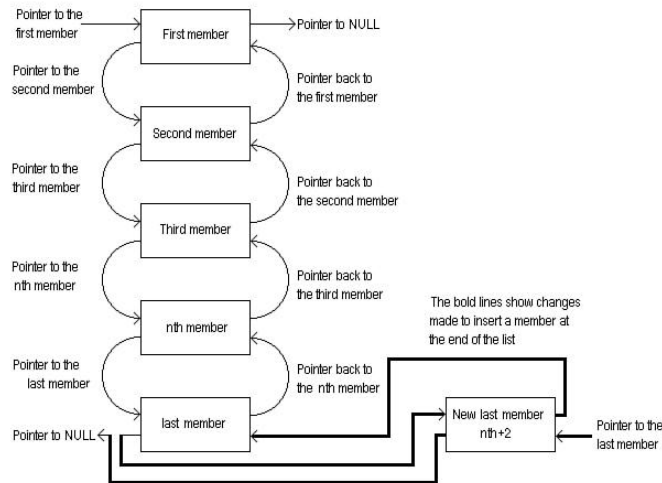 Pointer to the
first member
First member
Pointer to NULL
Pointer to the
second member
Pointer back to
the first member
Second member
Pointer to the
third member
Pointer back to
the second member
Third member
Pointer to the
nth member
Pointer back to
the third member
The bold lines show changes
made to insert a member at
the end of the list
nth member
Pointer to the
last member
Pointer back to
the nth member
last member
New last member
nth+2
Pointer to NULL
Pointer to the
last member